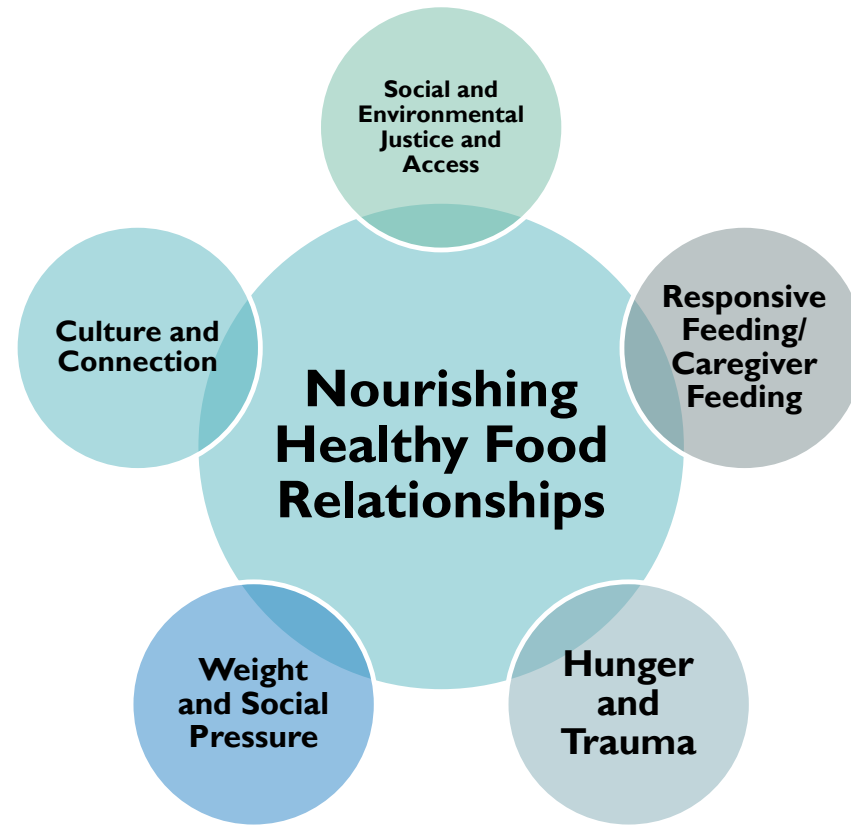 Social and
Environmental
Justice and
Access
Culture and
Connection
Responsive
Feeding/
Caregiver
Feeding
Nourishing
Healthy Food
Relationships
Weight
and Social
Pressure
Hunger
and
Trauma